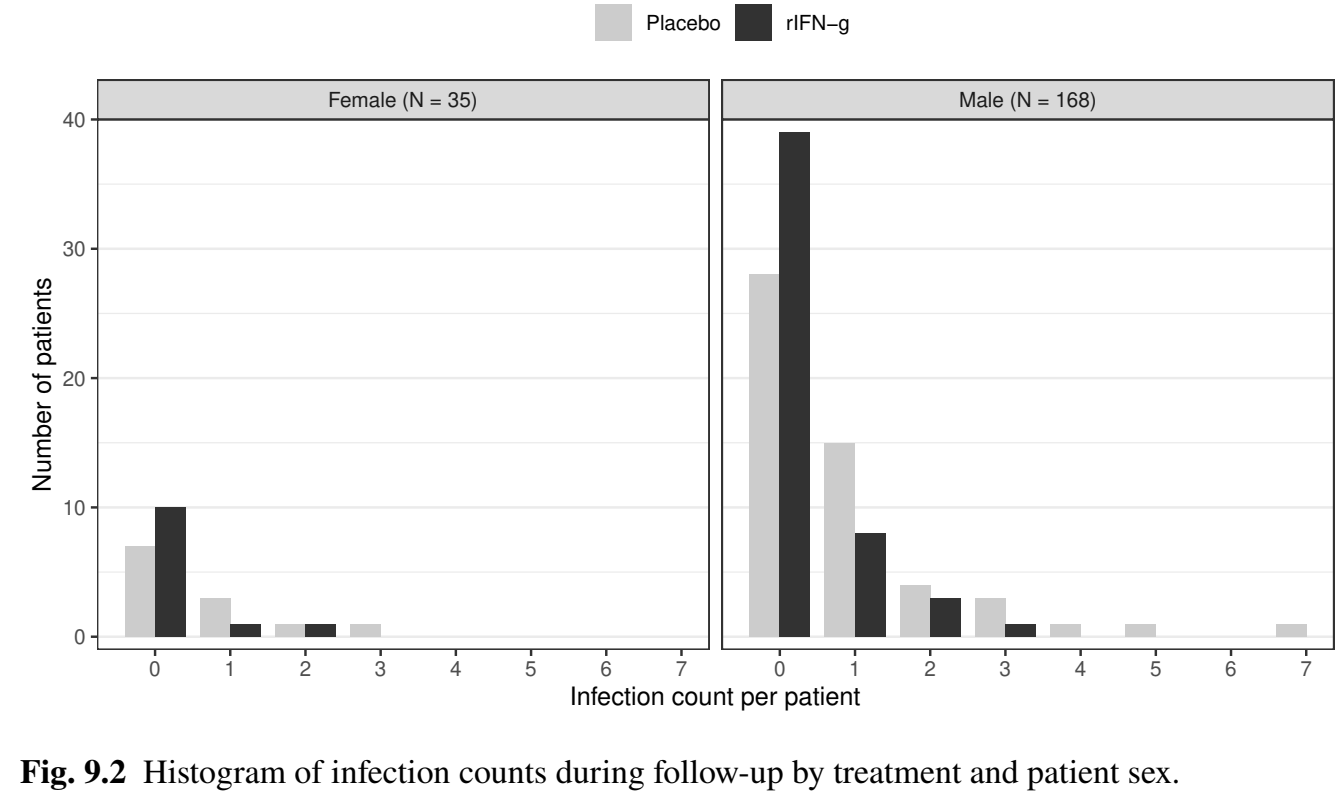 Placebo rIFN−g
Female (N = 35) Male (N = 168)
Number of patients
40
30
20
10
0
0 1 2 3 4 5 6 7 0 1 2 3 4 5 6 7
Infection count per patient
Fig. 9.2 Histogram of infection counts during follow-up by treatment and patient sex.